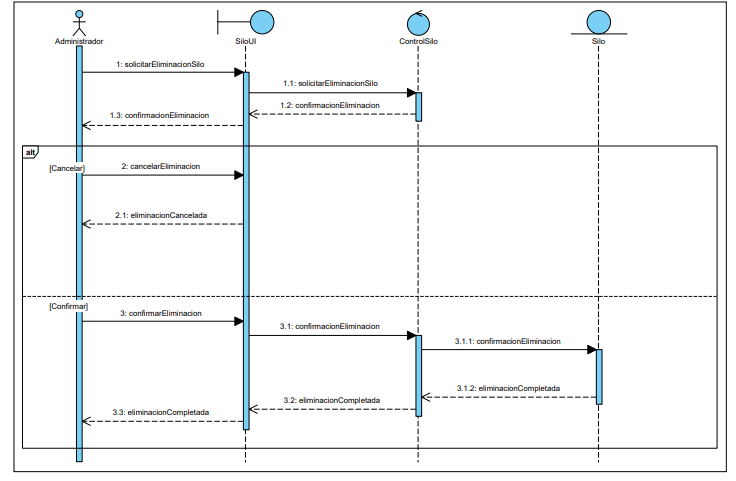 Administrador
SiloUI
ControlSilo
Silo
1: solicitarEliminacionSilo
1.1: solicitarEliminacionSilo
1.2: confirmacionEliminacion
1.3: confirmacionEliminacion
alt
[Cancelar]
2: cancelarEliminacion
2.1: eliminacionCancelada
[Confirmar]
3: confirmarEliminacion
3.1: confirmacionEliminacion
3.1.1: confirmacionEliminacion
3.1.2: eliminacionCompletada
3.2: eliminacionCompletada
3.3: eliminacionCompletada